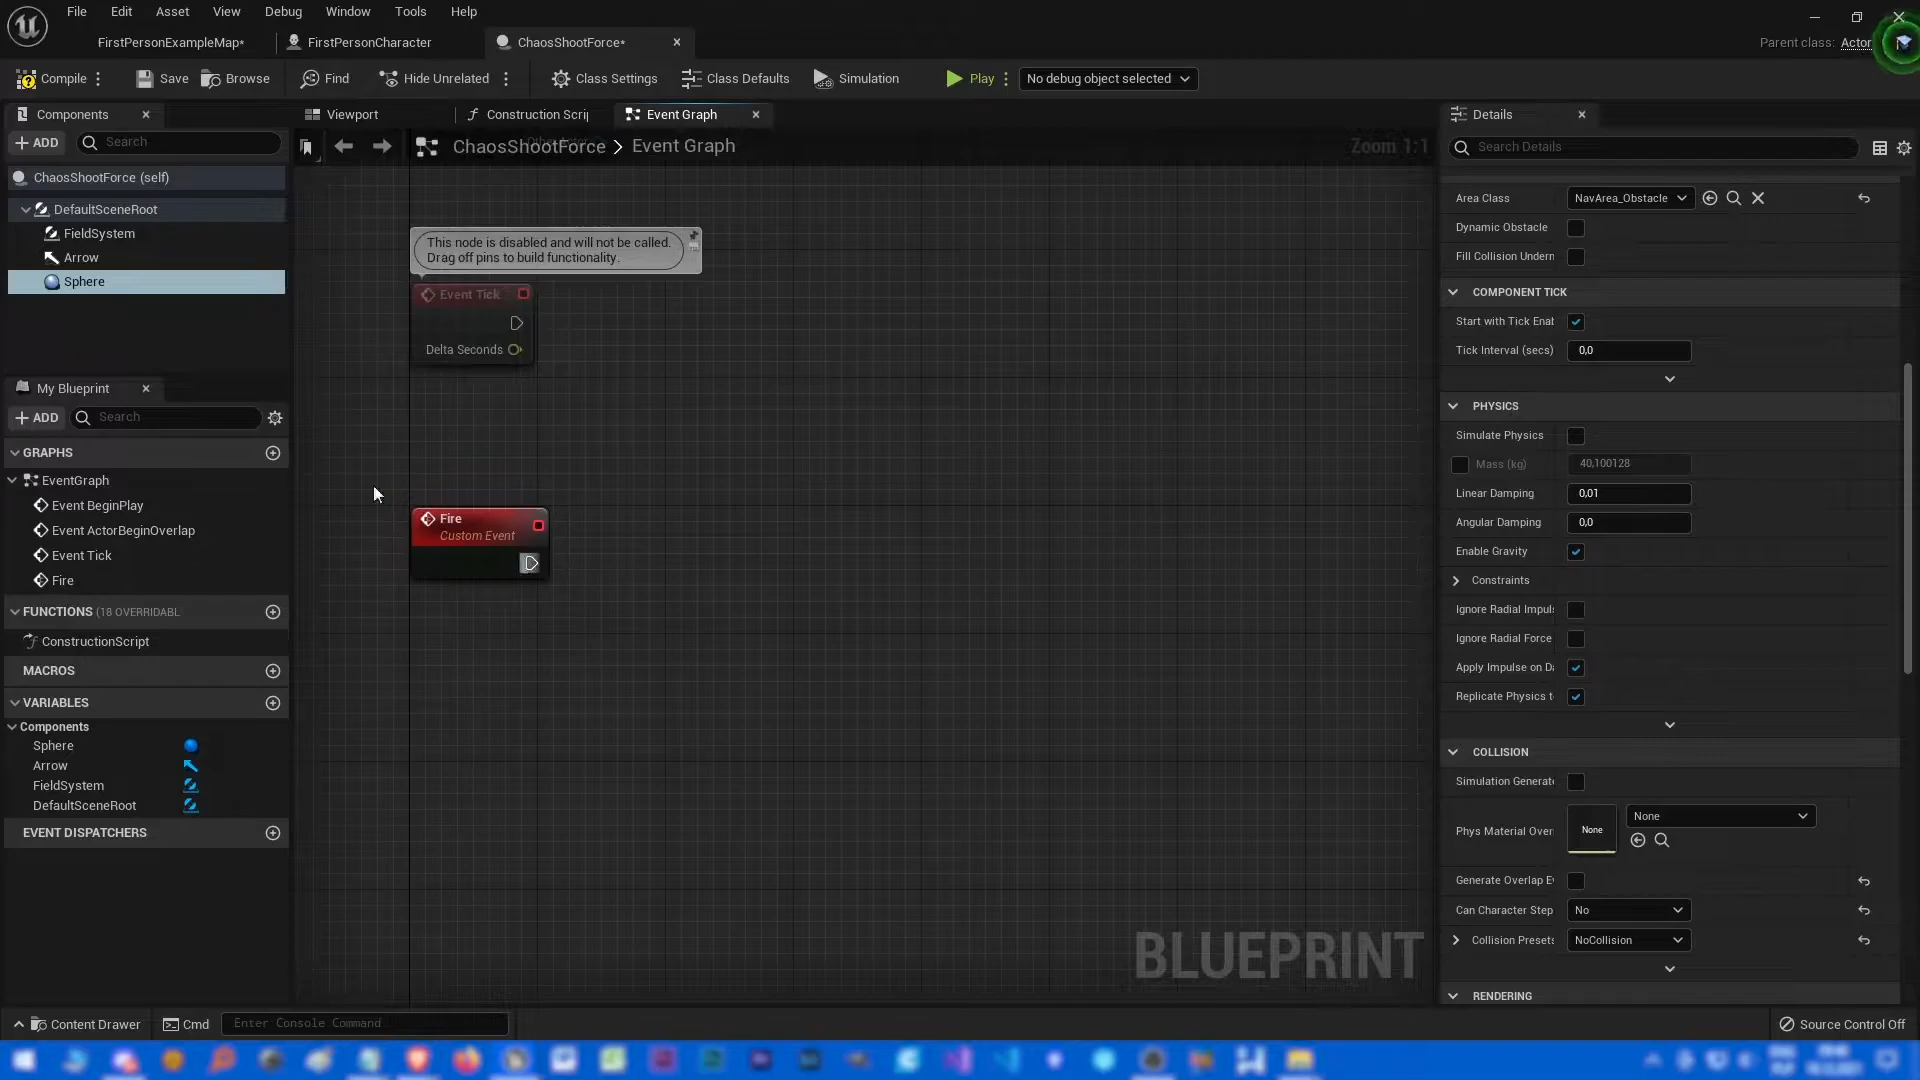 File Edit Asset View Debug Window Tools Help
FirstPersonExampleMap* FirstPersonCharacter ChaosShootForce* Parent class: Actor
Compile Save Browse Find Hide Unrelated Class Settings Class Defaults Simulation Play No debug object selected
Components
ADD Search
ChaosShootForce (self)
DefaultSceneRoot
FieldSystem
Arrow
Sphere
My Blueprint
ADD Search
GRAPHS
EventGraph
Event BeginPlay
Event ActorBeginOverlap
Event Tick
Fire
FUNCTIONS (18 OVERRIDABL
ConstructionScript
MACROS
VARIABLES
Components
Sphere
Arrow
FieldSystem
DefaultSceneRoot
EVENT DISPATCHERS
Viewport Construction Scri Event Graph
ChaosShootForce > Event Graph Zoom 1:1
This node is disabled and will not be called.
Drag off pins to build functionality.
Event Tick
Delta Seconds
Fire
Custom Event
BLUEPRINT
Details
Search Details
Area Class NavArea_Obstacle
Dynamic Obstacle
Fill Collision Undern
COMPONENT TICK
Start with Tick Enab
Tick Interval (secs) 0,0
PHYSICS
Simulate Physics
Mass (kg) 40,100128
Linear Damping 0,01
Angular Damping 0,0
Enable Gravity
Constraints
Ignore Radial Impuls
Ignore Radial Force
Apply Impulse on Da
Replicate Physics t
COLLISION
Simulation Generate
Phys Material Over None None
Generate Overlap Ev
Can Character Step No
Collision Presets NoCollision
RENDERING
Content Drawer Cmd Enter Console Command Source Control Off